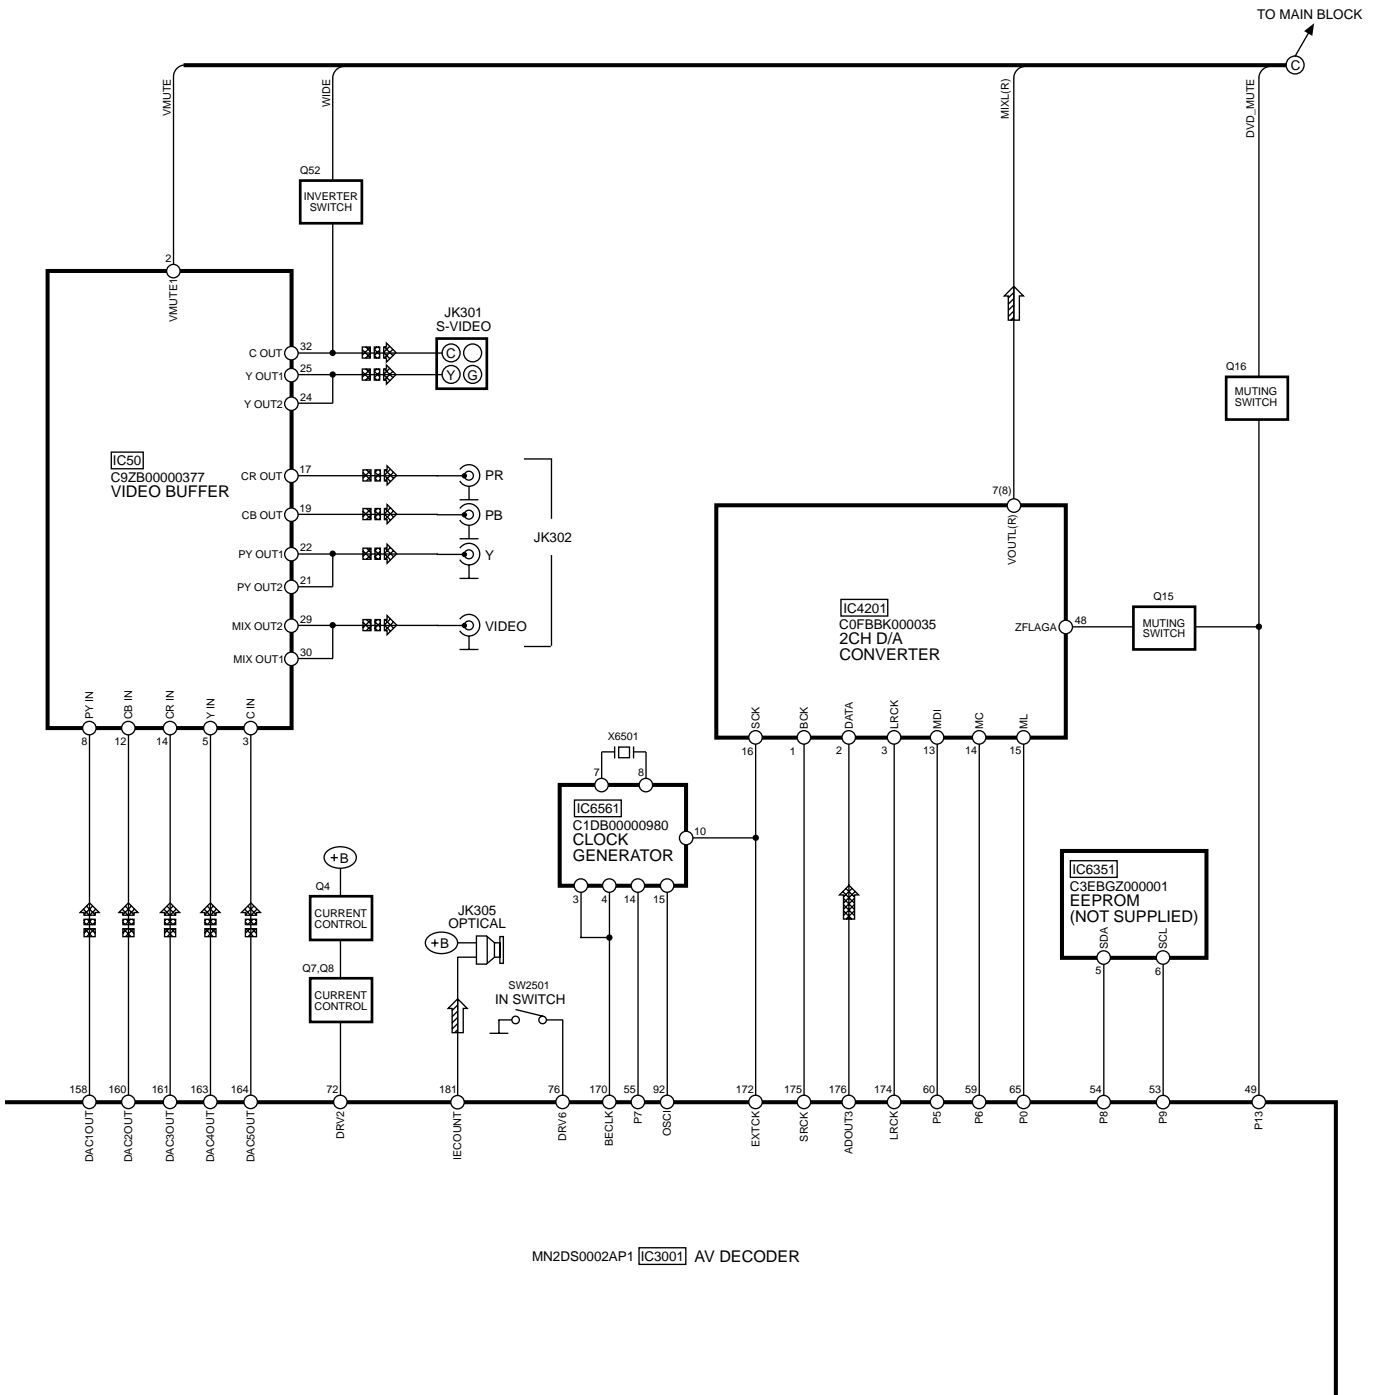 TO MAIN BLOCK
C
VMUTE
WIDE
MIXL(R)
DVD_MUTE
Q52
INVERTER
SWITCH
2
VMUTE1
JK301
S-VIDEO
C
Y
G
C OUT
32
Y OUT1
25
Y OUT2
24
Q16
MUTING
SWITCH
IC50
C9ZB00000377
VIDEO BUFFER
CR OUT
17
PR
CB OUT
19
PB
JK302
PY OUT1
22
Y
PY OUT2
21
MIX OUT2
29
VIDEO
MIX OUT1
30
7(8)
VOUTL(R)
IC4201
C0FBBK000035
2CH D/A
CONVERTER
ZFLAGA
48
Q15
MUTING
SWITCH
PY IN
CB IN
CR IN
Y IN
C IN
8
12
14
5
3
SCK
BCK
DATA
LRCK
MDI
MC
ML
16
1
2
3
13
14
15
X6501
7
8
IC6561
C1DB00000980
CLOCK
GENERATOR
10
3
4
14
15
IC6351
C3EBGZ000001
EEPROM
(NOT SUPPLIED)
SDA
SCL
5
6
+B
Q4
CURRENT
CONTROL
Q7,Q8
CURRENT
CONTROL
JK305
OPTICAL
+B
SW2501
IN SWITCH
158
160
161
163
164
72
181
76
170
55
92
172
175
176
174
60
59
65
54
53
49
DAC1OUT
DAC2OUT
DAC3OUT
DAC4OUT
DAC5OUT
DRV2
IECOUNT
DRV6
BECLK
P7
OSCI
EXTCK
SRCK
ADOUT3
LRCK
P5
P6
P0
P8
P9
P13
MN2DS0002AP1 IC3001 AV DECODER